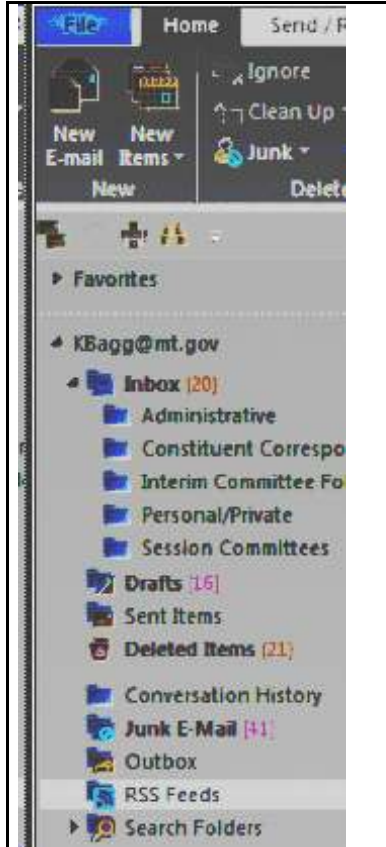 File Home Send / R
New E-mail New Items Ignore
Clean Up
Junk
New Delete
Favorites
KBagg@mt.gov
Inbox (20)
Administrative
Constituent Correspo
Interim Committee Fo
Personal/Private
Session Committees
Drafts [16]
Sent Items
Deleted Items (21)
Conversation History
Junk E-Mail [41]
Outbox
RSS Feeds
Search Folders